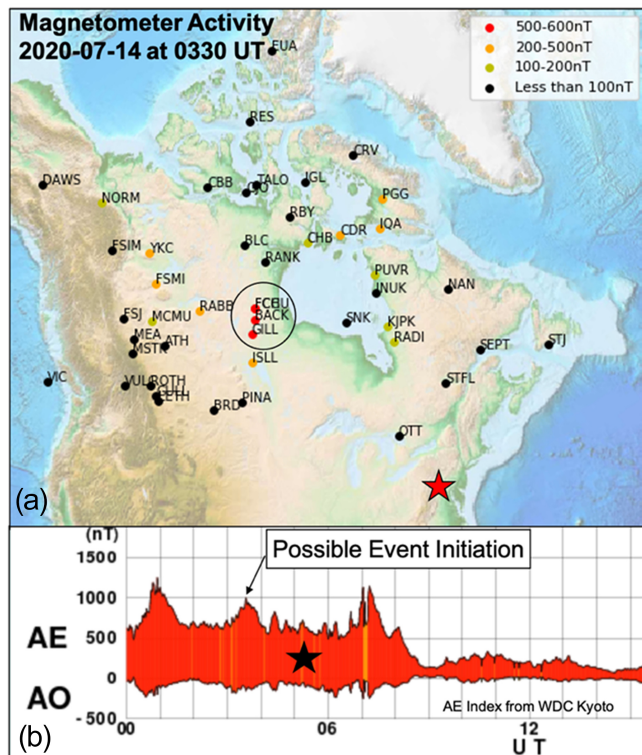 Magnetometer Activity
2020-07-14 at 0330 UT
500-600nT
200-500nT
100-200nT
Less than 100nT
EUA
RES
CRV
DAWS
CBB
TALO
IGL
NORM
PGG
RBY
IQA
CDR
CHB
BLC
FSIM
YKC
RANK
PUVR
INUK
NAN
FSMI
RABB
BACK
GILL
FSJ
MCMU
SNK
KJPK
RADI
MEA
ATH
MSTK
SEPT
STJ
ISLL
VIC
VUL
ROTH
STFL
BRD
PINA
OTT
(a)
(nT)
1500
1000
500
0
-500
AE
AO
Possible Event Initiation
AE Index from WDC Kyoto
00
06
12
UT
(b)